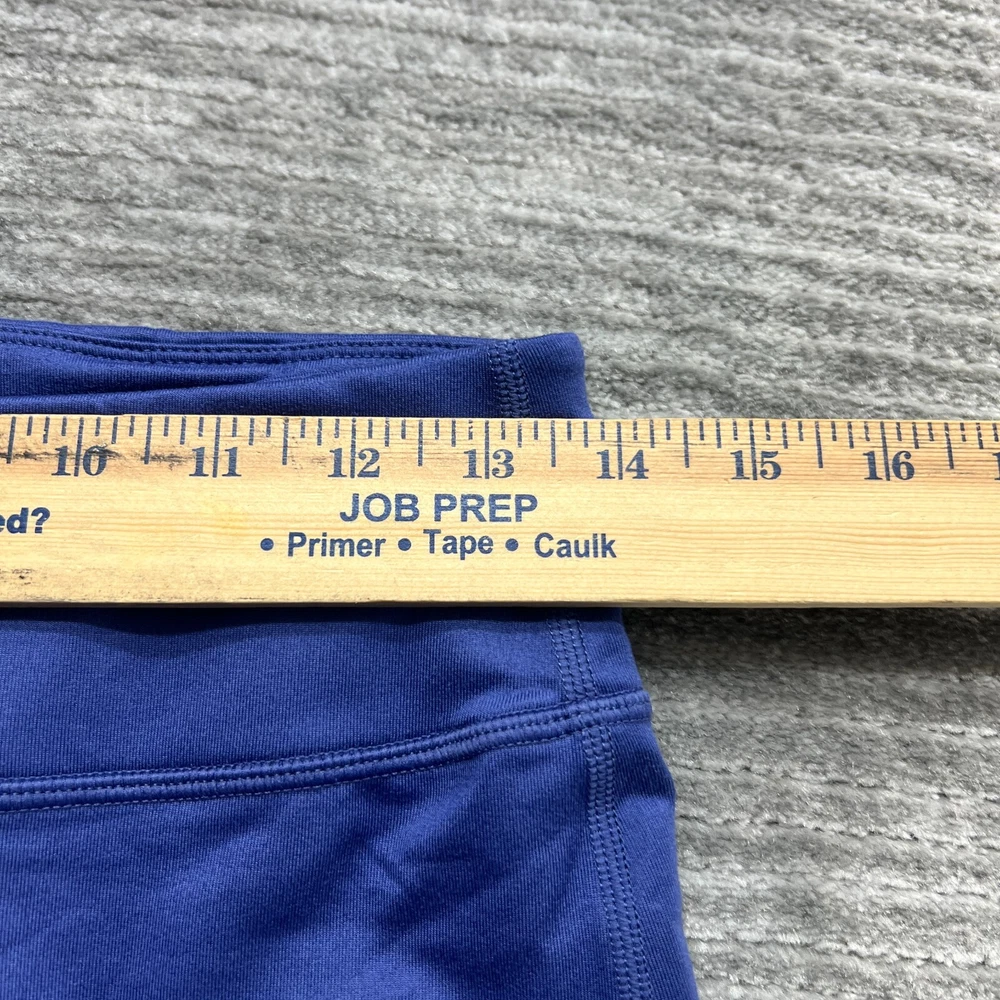 10 11 12 13 14 15 16
ed?
JOB PREP
• Primer • Tape • Caulk